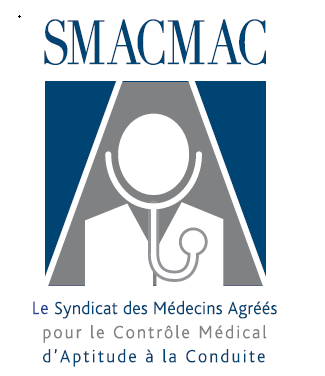 SMACMAC
Le Syndicat des Médecins Agréés
pour le Contrôle Médical
d'Aptitude à la Conduite